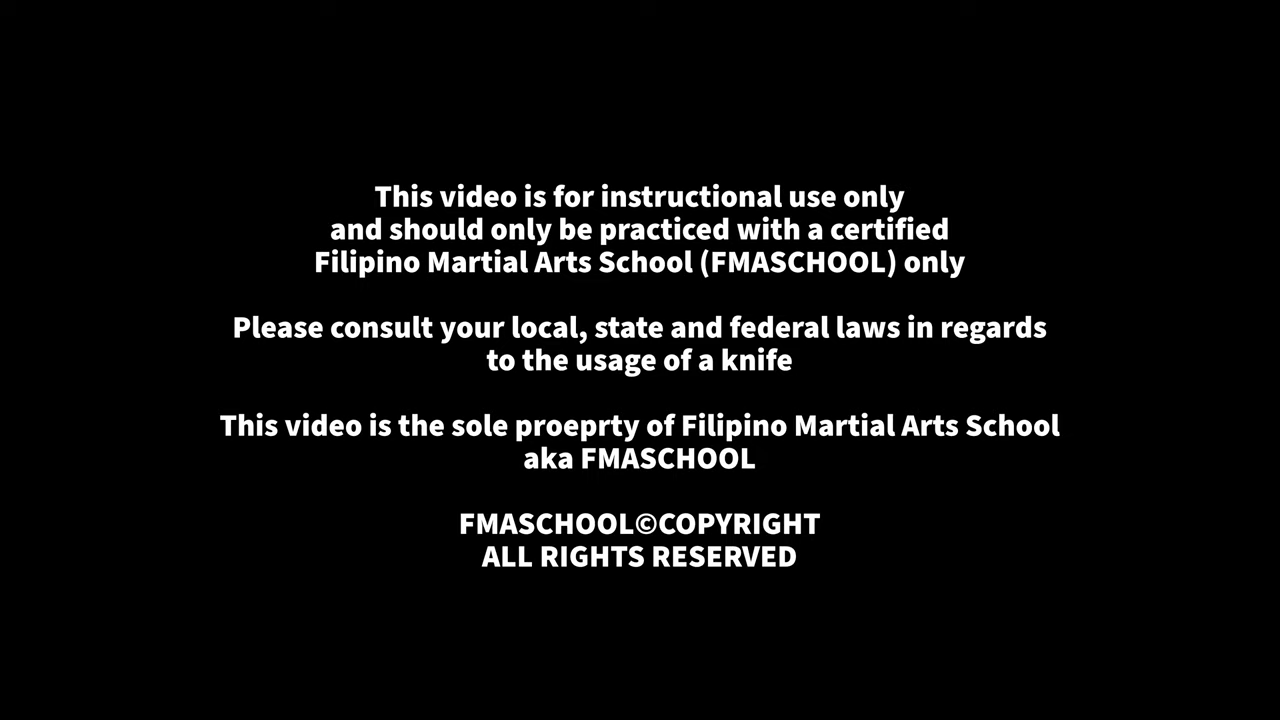 This video is for instructional use only
and should only be practiced with a certified
Filipino Martial Arts School (FMASCHOOL) only
Please consult your local, state and federal laws in regards
to the usage of a knife
This video is the sole proeprty of Filipino Martial Arts School
aka FMASCHOOL
FMASCHOOL©COPYRIGHT
ALL RIGHTS RESERVED